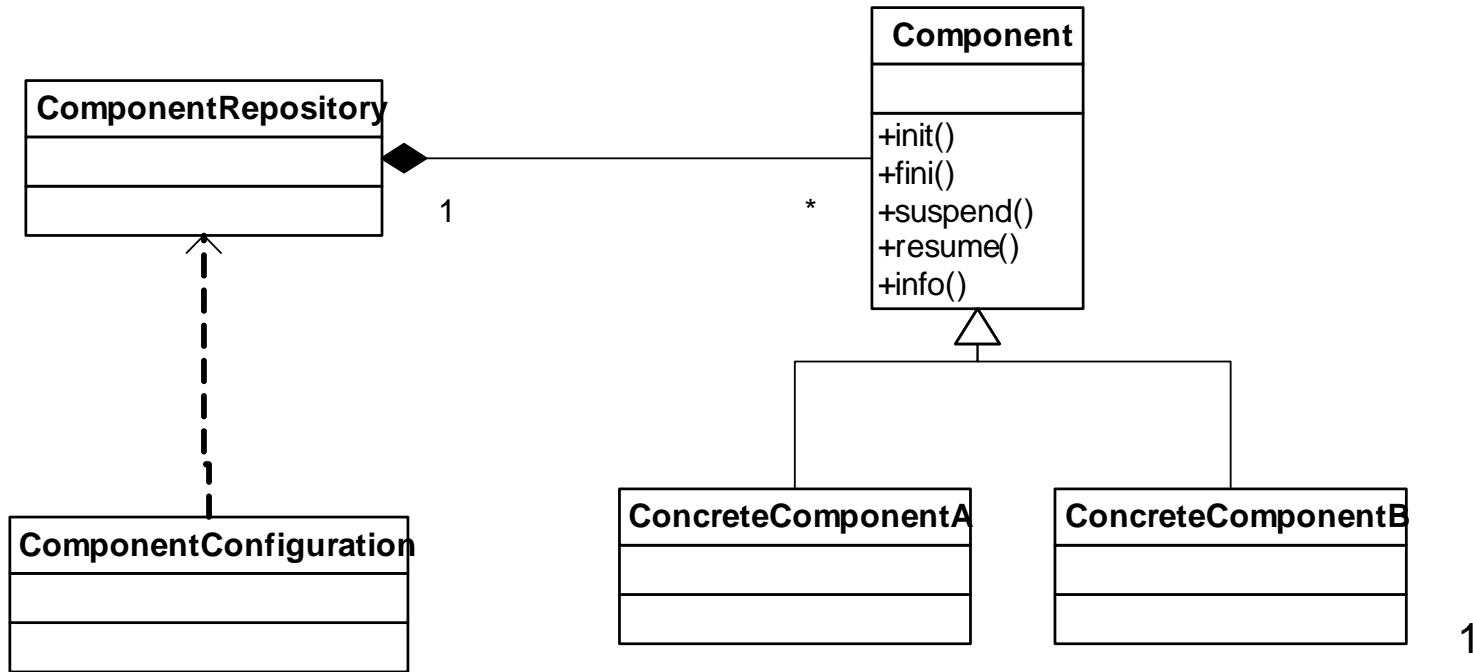 Component
ComponentRepository
+init()
+fini()
+suspend()
+resume()
+info()
1
*
ConcreteComponentA
ConcreteComponentB
ComponentConfiguration
1